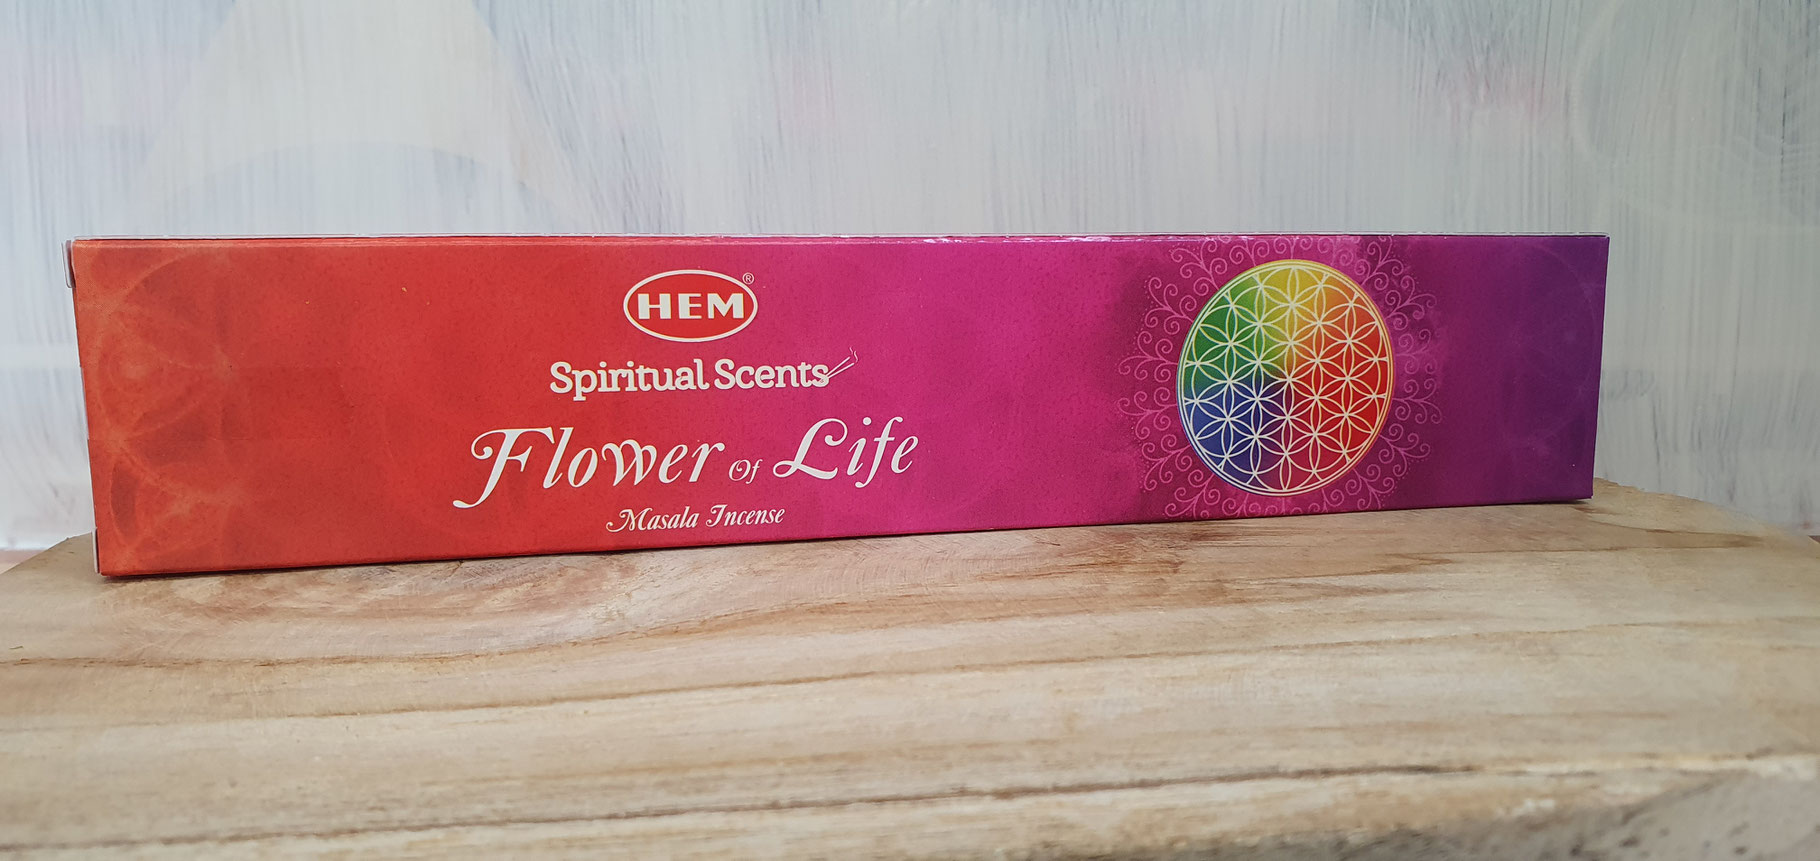 HEM®
Spiritual Scents
Flower Of Life
Masala Incense